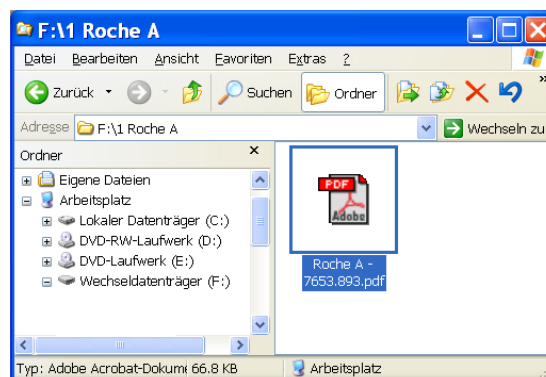 F:\1 Roche A
Datei Bearbeiten Ansicht Favoriten Extras ?
Zurück Suchen Ordner »
Adresse F:\1 Roche A Wechseln zu
Ordner x
Eigene Dateien
Arbeitsplatz
Lokaler Datenträger (C:)
DVD-RW-Laufwerk (D:)
DVD-Laufwerk (E:)
Wechseldatenträger (F:)
PDF
Adobe
Roche A -
7653.893.pdf
Typ: Adobe Acrobat-Dokum 66.8 KB Arbeitsplatz